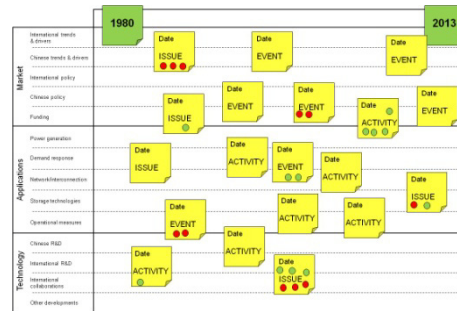 1980
2013
Market
International trends
& drivers
Chinese trends & drivers
International policy
Chinese policy
Funding
Date
ISSUE
Date
EVENT
Date
EVENT
Date
ISSUE
Date
EVENT
Date
EVENT
Date
ACTIVITY
Date
EVENT
Applications
Power generation
Demand response
Network/Interconnection
Storage technologies
Operational measures
Date
ISSUE
Date
ACTIVITY
Date
EVENT
Date
ACTIVITY
Date
ISSUE
Date
EVENT
Date
ACTIVITY
Date
ACTIVITY
Technology
Chinese R&D
International R&D
International
collaborations
Other developments
Date
ACTIVITY
Date
ACTIVITY
Date
ISSUE